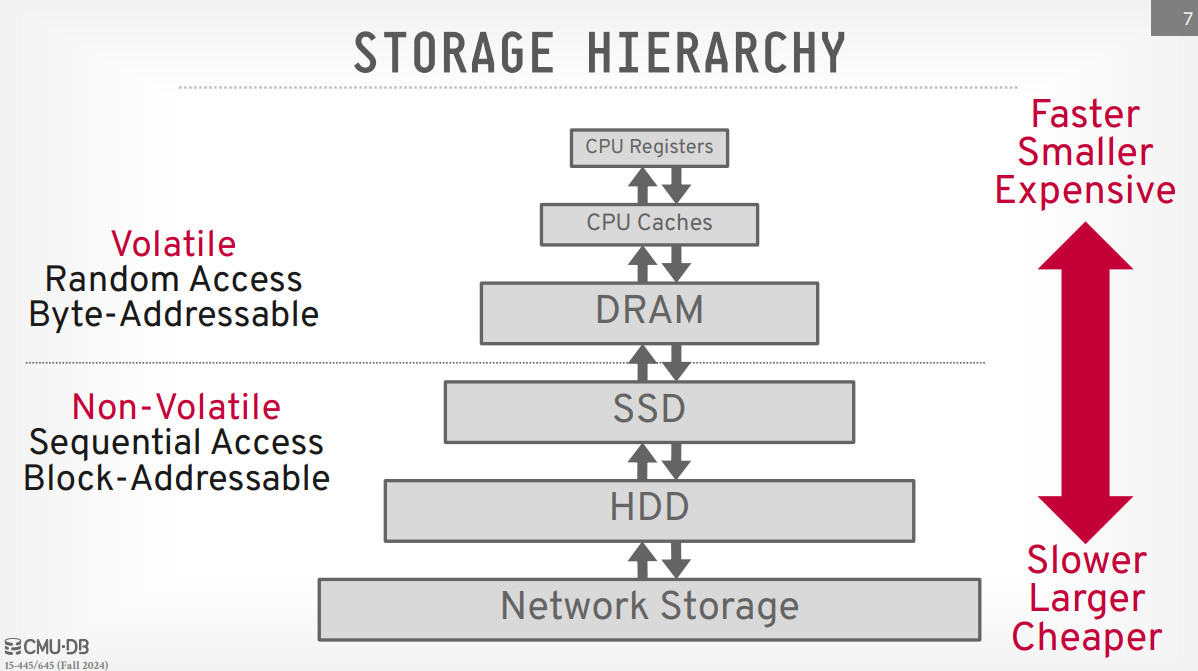 7
STORAGE HIERARCHY
Faster
Smaller
Expensive
CPU Registers
CPU Caches
Volatile
Random Access
Byte-Addressable
DRAM
Non-Volatile
Sequential Access
Block-Addressable
SSD
HDD
Network Storage
Slower
Larger
Cheaper
CMU·DB
15-445/645 (Fall 2024)